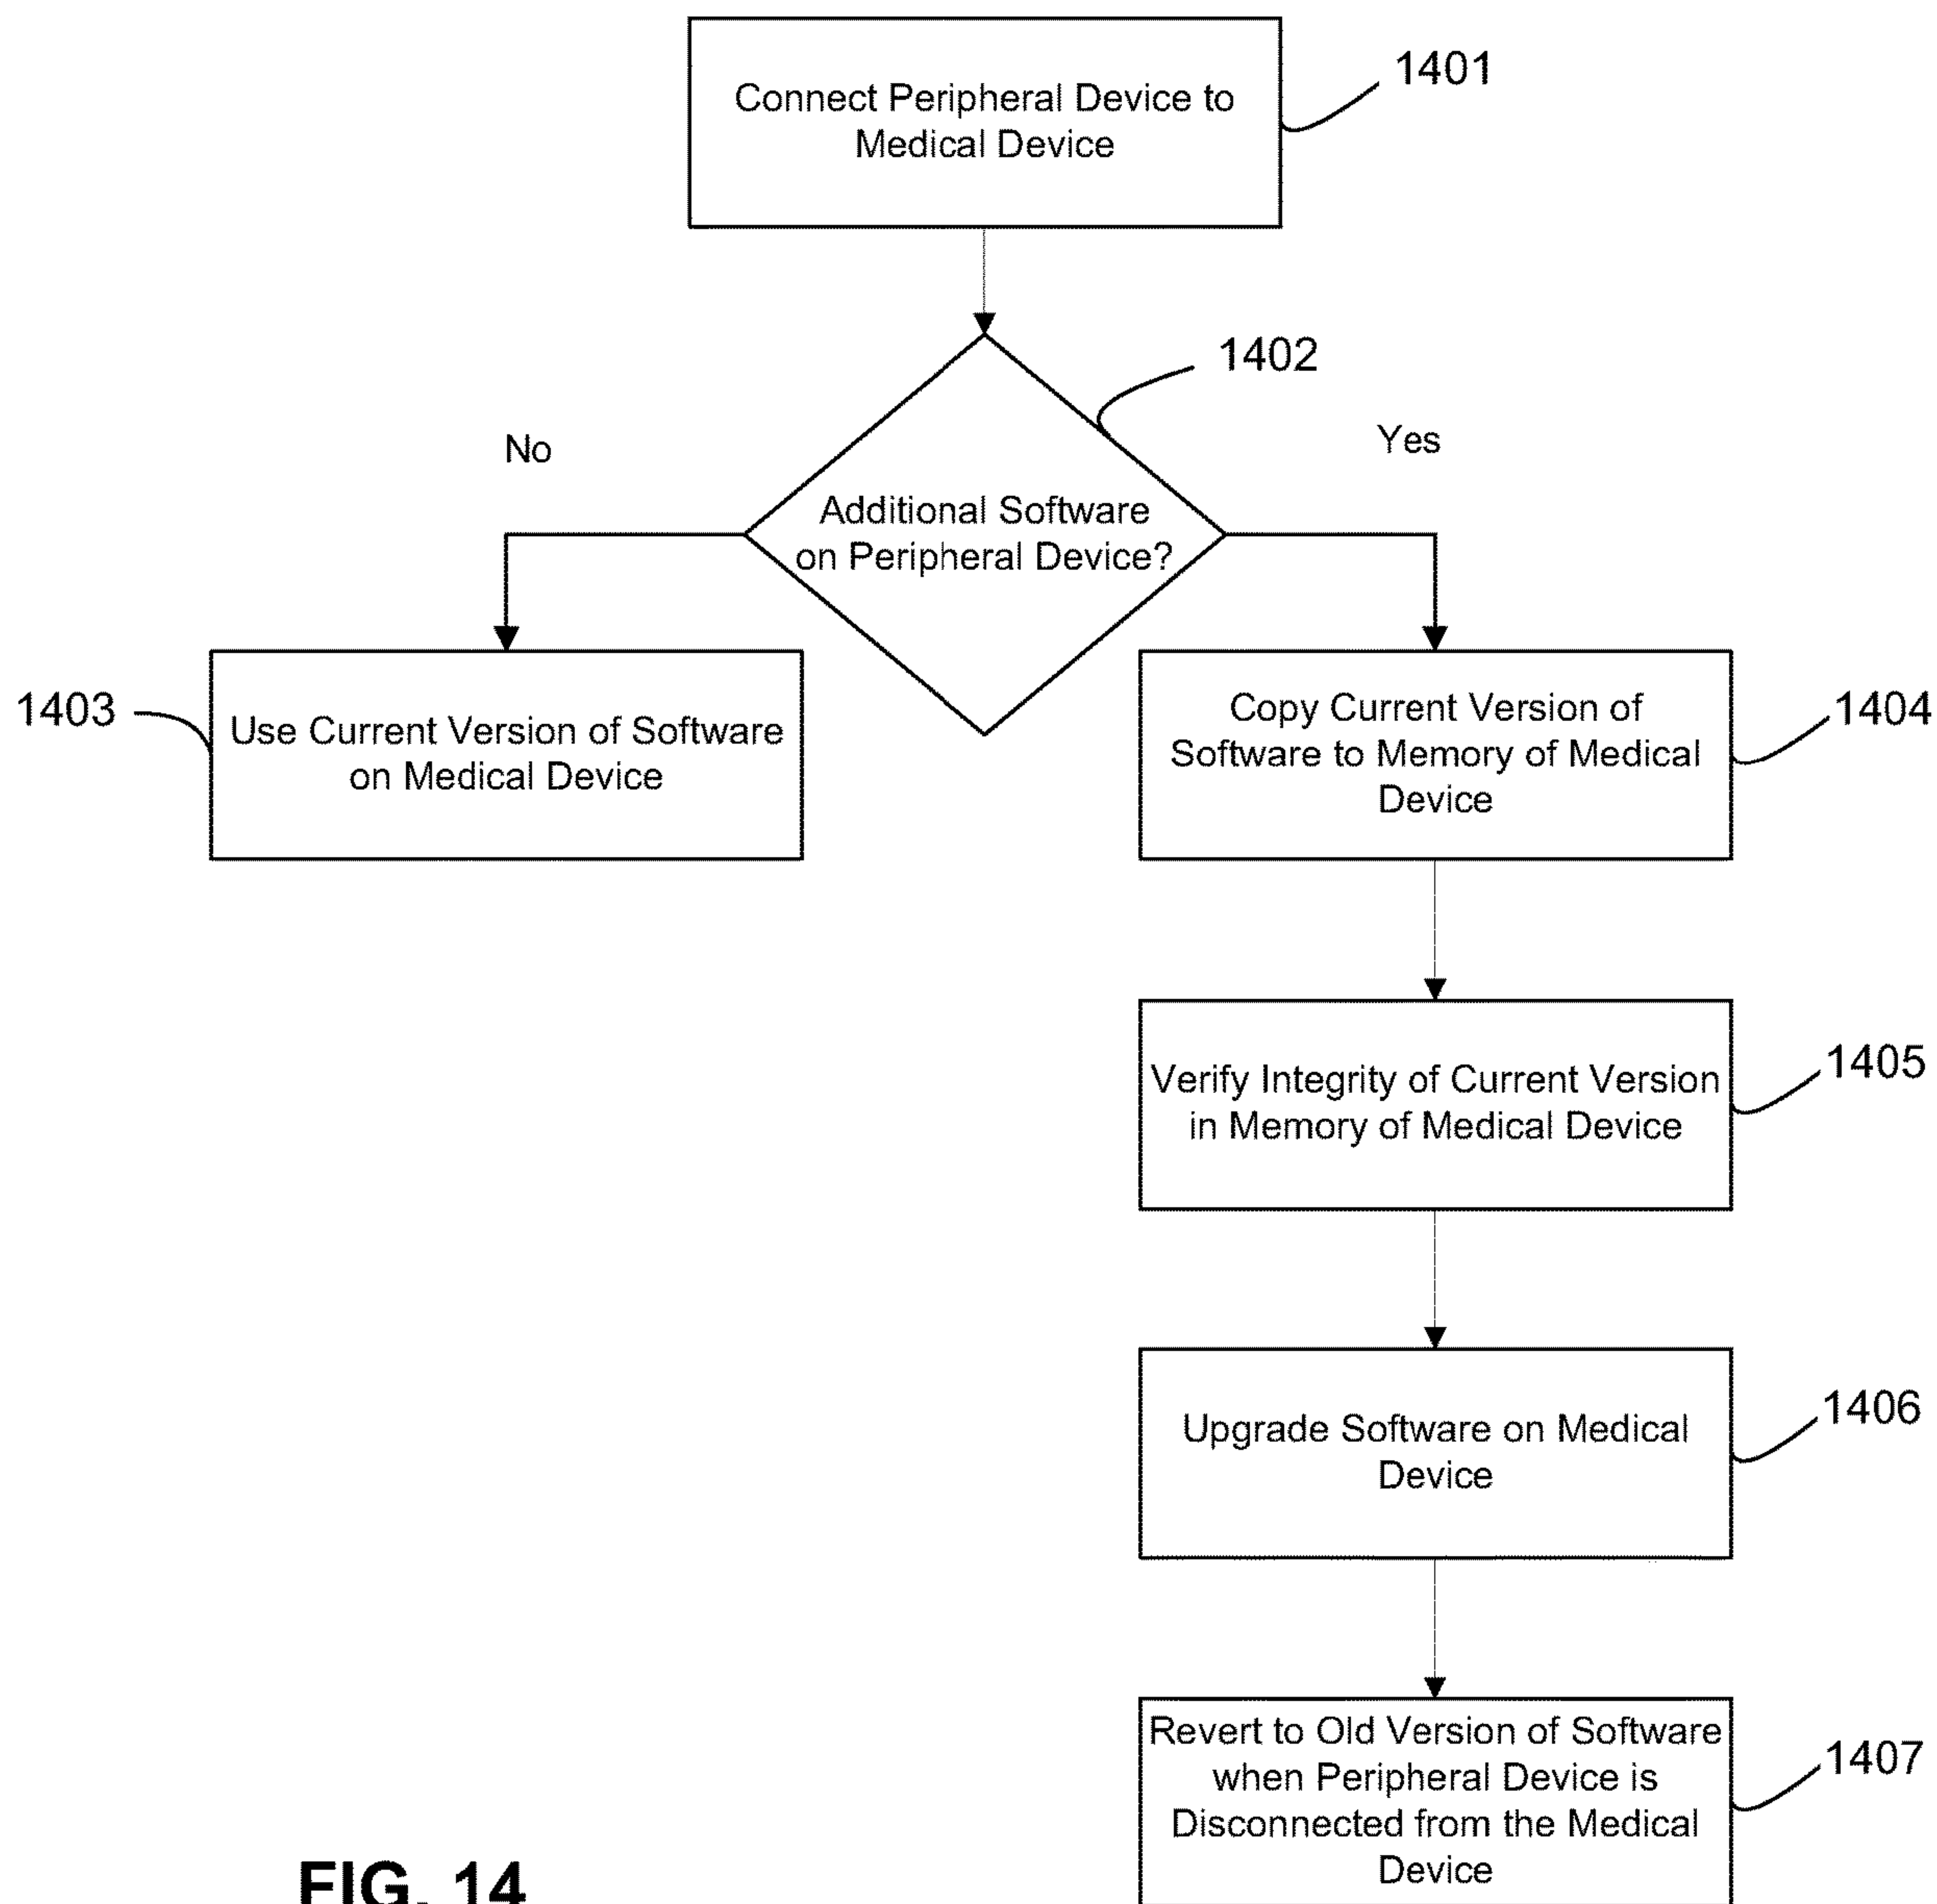 Connect Peripheral Device to
Medical Device
1401
1402
No
Yes
Additional Software
on Peripheral Device?
1403
Use Current Version of Software
on Medical Device
Copy Current Version of
Software to Memory of Medical
Device
1404
Verify Integrity of Current Version
in Memory of Medical Device
1405
Upgrade Software on Medical
Device
1406
Revert to Old Version of Software
when Peripheral Device is
Disconnected from the Medical
Device
1407
FIG. 14